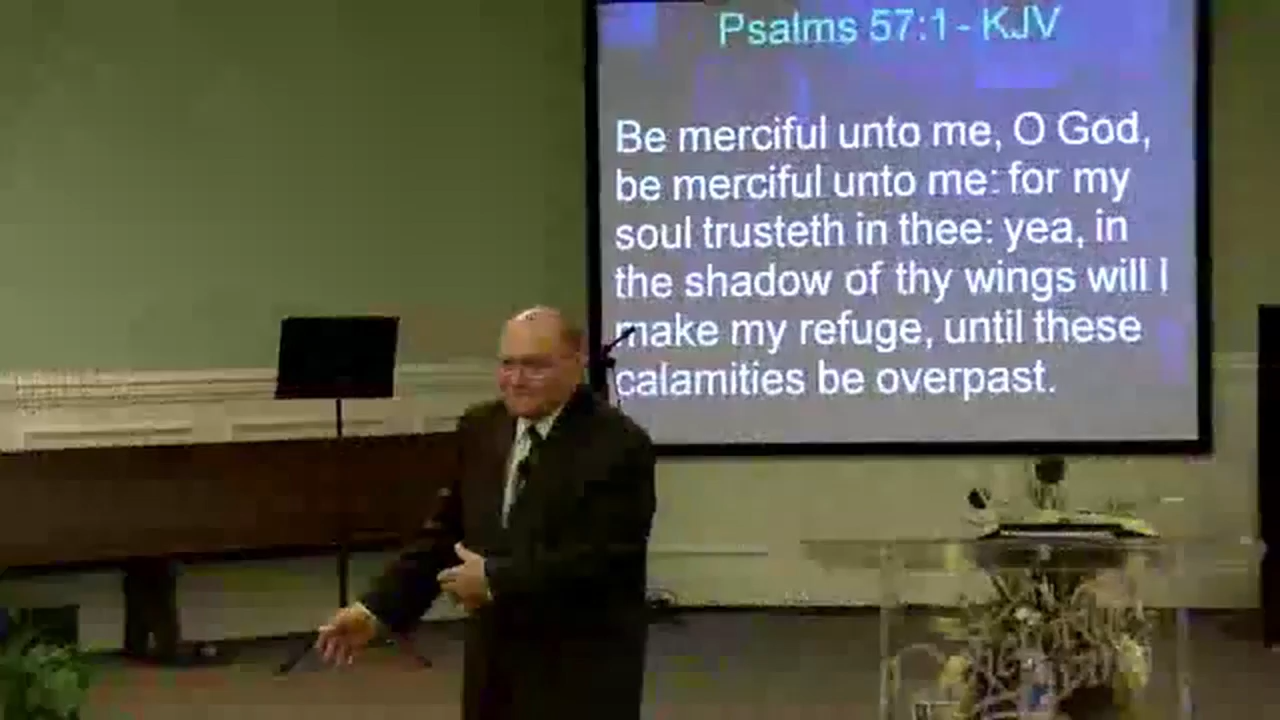 Psalms 57:1 - KJV
Be merciful unto me, O God,
be merciful unto me: for my
soul trusteth in thee: yea, in
the shadow of thy wings will I
make my refuge, until these
calamities be overpast.